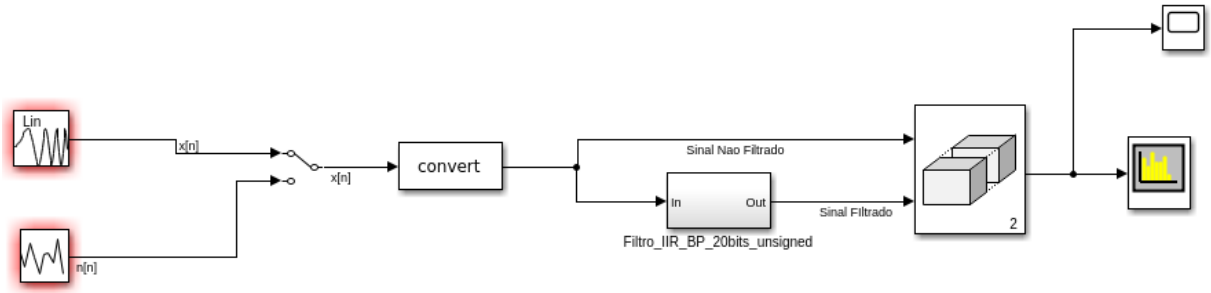 Lin
x[n]
x[n]
convert
Sinal Nao Filtrado
In
Out
Sinal FIltrado
2
Filtro_IIR_BP_20bits_unsigned
n[n]